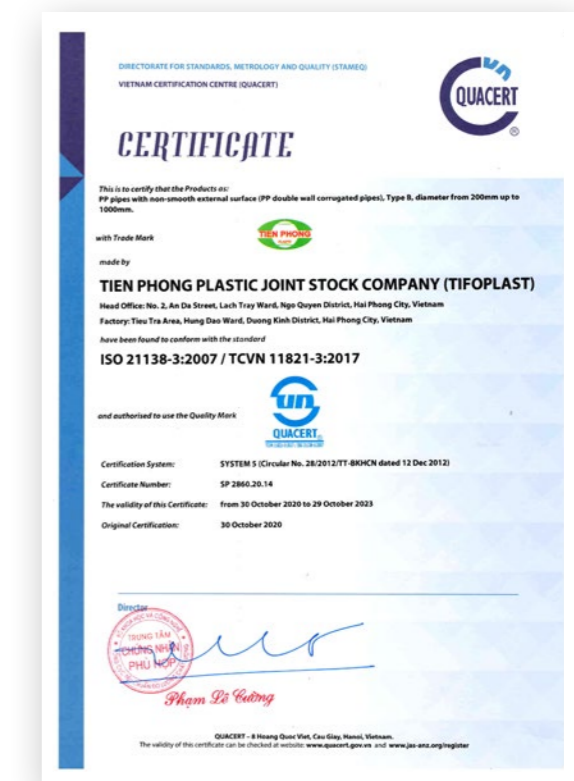 DIRECTORATE FOR STANDARDS, METROLOGY AND QUALITY (STAMEQ)
VIETNAM CERTIFICATION CENTRE (QUACERT)
QUACERT
®
CERTIFICATE
This is to certify that the Products as:
PP pipes with non-smooth external surface (PP double wall corrugated pipes), Type B, diameter from 200mm up to
1000mm.
with Trade Mark
TIEN PHONG
made by
TIEN PHONG PLASTIC JOINT STOCK COMPANY (TIFOPLAST)
Head Office: No. 2, An Da Street, Lach Tray Ward, Ngo Quyen District, Hai Phong City, Vietnam
Factory: Tieu Tra Area, Hung Dao Ward, Duong Kinh District, Hai Phong City, Vietnam
have been found to conform with the standard
ISO 21138-3:2007 / TCVN 11821-3:2017
and authorised to use the Quality Mark
QUACERT
Certification System: SYSTEM 5 (Circular No. 28/2012/TT-BKHCN dated 12 Dec 2012)
Certificate Number: SP 2860.20.14
The validity of this Certificate: from 30 October 2020 to 29 October 2023
Original Certification: 30 October 2020
Director
TRUNG TÂM
CHỨNG NHẬN
PHÙ HỢP
Phạm Lê Cường
QUACERT – 8 Hoang Quoc Viet, Cau Giay, Hanoi, Vietnam.
The validity of this certificate can be checked at website: www.quacert.gov.vn and www.jas-anz.org/register